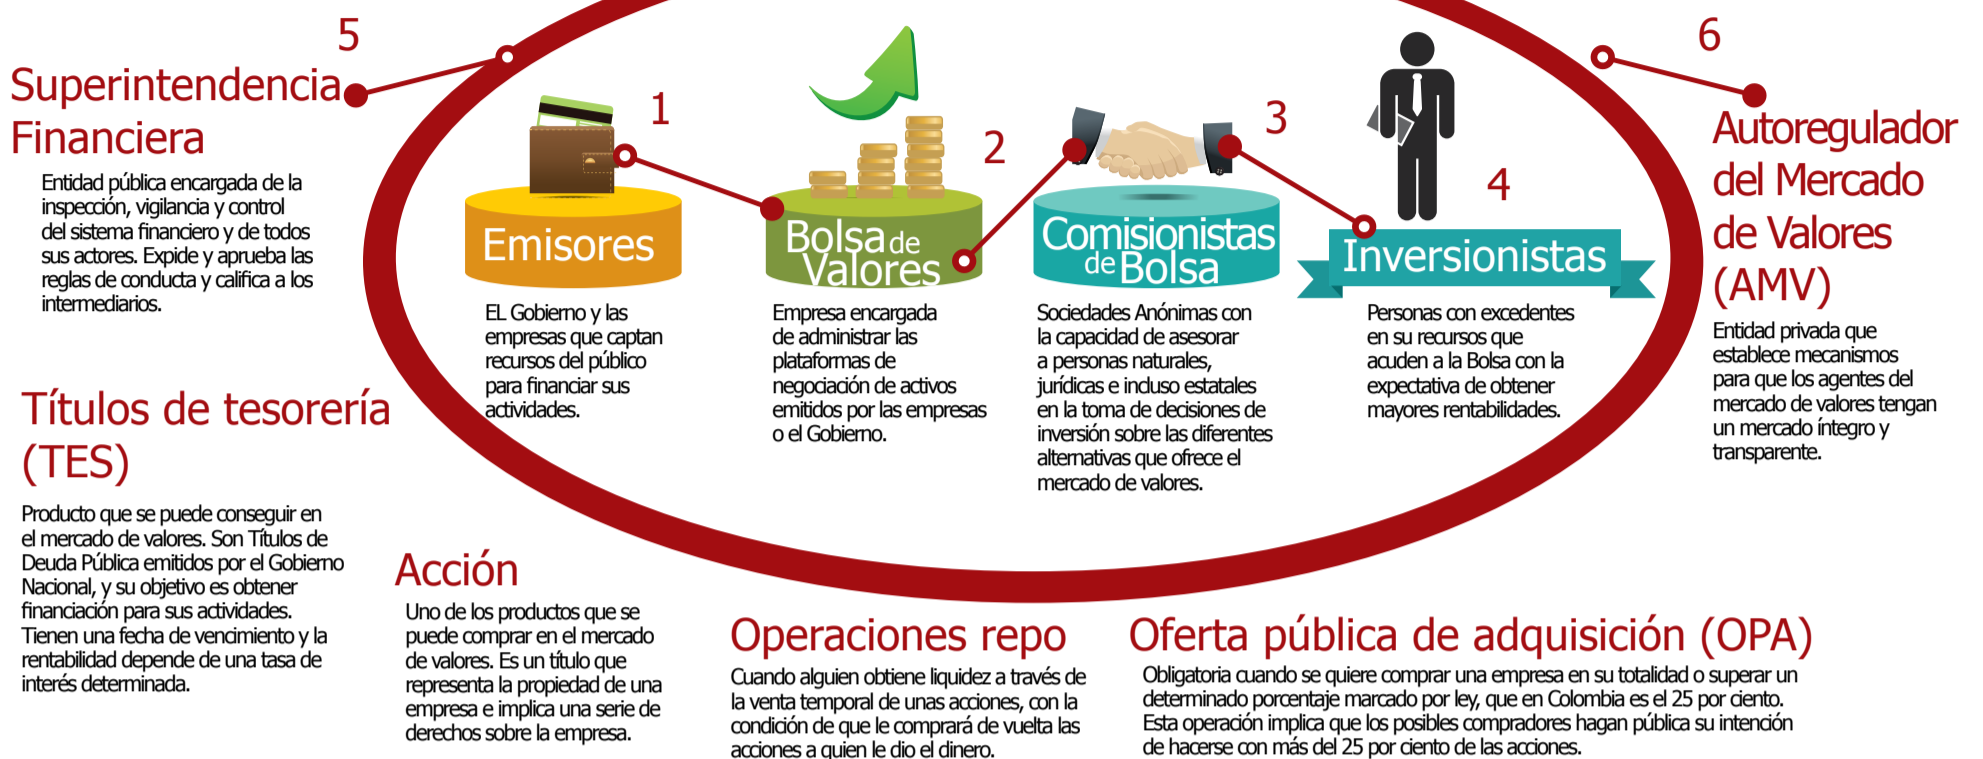 5
Superintendencia
Financiera
Entidad pública encargada de la
inspección, vigilancia y control
del sistema financiero y de todos
sus actores. Expide y aprueba las
reglas de conducta y califica a los
intermediarios.
1
Emisores
EL Gobierno y las
empresas que captan
recursos del público
para financiar sus
actividades.
2
Bolsa de
Valores
Empresa encargada
de administrar las
plataformas de
negociación de activos
emitidos por las empresas
o el Gobierno.
3
Comisionistas
de Bolsa
Sociedades Anónimas con
la capacidad de asesorar
a personas naturales,
jurídicas e incluso estatales
en la toma de decisiones de
inversión sobre las diferentes
alternativas que ofrece el
mercado de valores.
4
Inversionistas
Personas con excedentes
en su recursos que
acuden a la Bolsa con la
expectativa de obtener
mayores rentabilidades.
6
Autoregulador
del Mercado
de Valores
(AMV)
Entidad privada que
establece mecanismos
para que los agentes del
mercado de valores tengan
un mercado íntegro y
transparente.
Títulos de tesorería
(TES)
Producto que se puede conseguir en
el mercado de valores. Son Títulos de
Deuda Pública emitidos por el Gobierno
Nacional, y su objetivo es obtener
financiación para sus actividades.
Tienen una fecha de vencimiento y la
rentabilidad depende de una tasa de
interés determinada.
Acción
Uno de los productos que se
puede comprar en el mercado
de valores. Es un título que
representa la propiedad de una
empresa e implica una serie de
derechos sobre la empresa.
Operaciones repo
Cuando alguien obtiene liquidez a través de
la venta temporal de unas acciones, con la
condición de que le comprará de vuelta las
acciones a quien le dio el dinero.
Oferta pública de adquisición (OPA)
Obligatoria cuando se quiere comprar una empresa en su totalidad o superar un
determinado porcentaje marcado por ley, que en Colombia es el 25 por ciento.
Esta operación implica que los posibles compradores hagan pública su intención
de hacerse con más del 25 por ciento de las acciones.